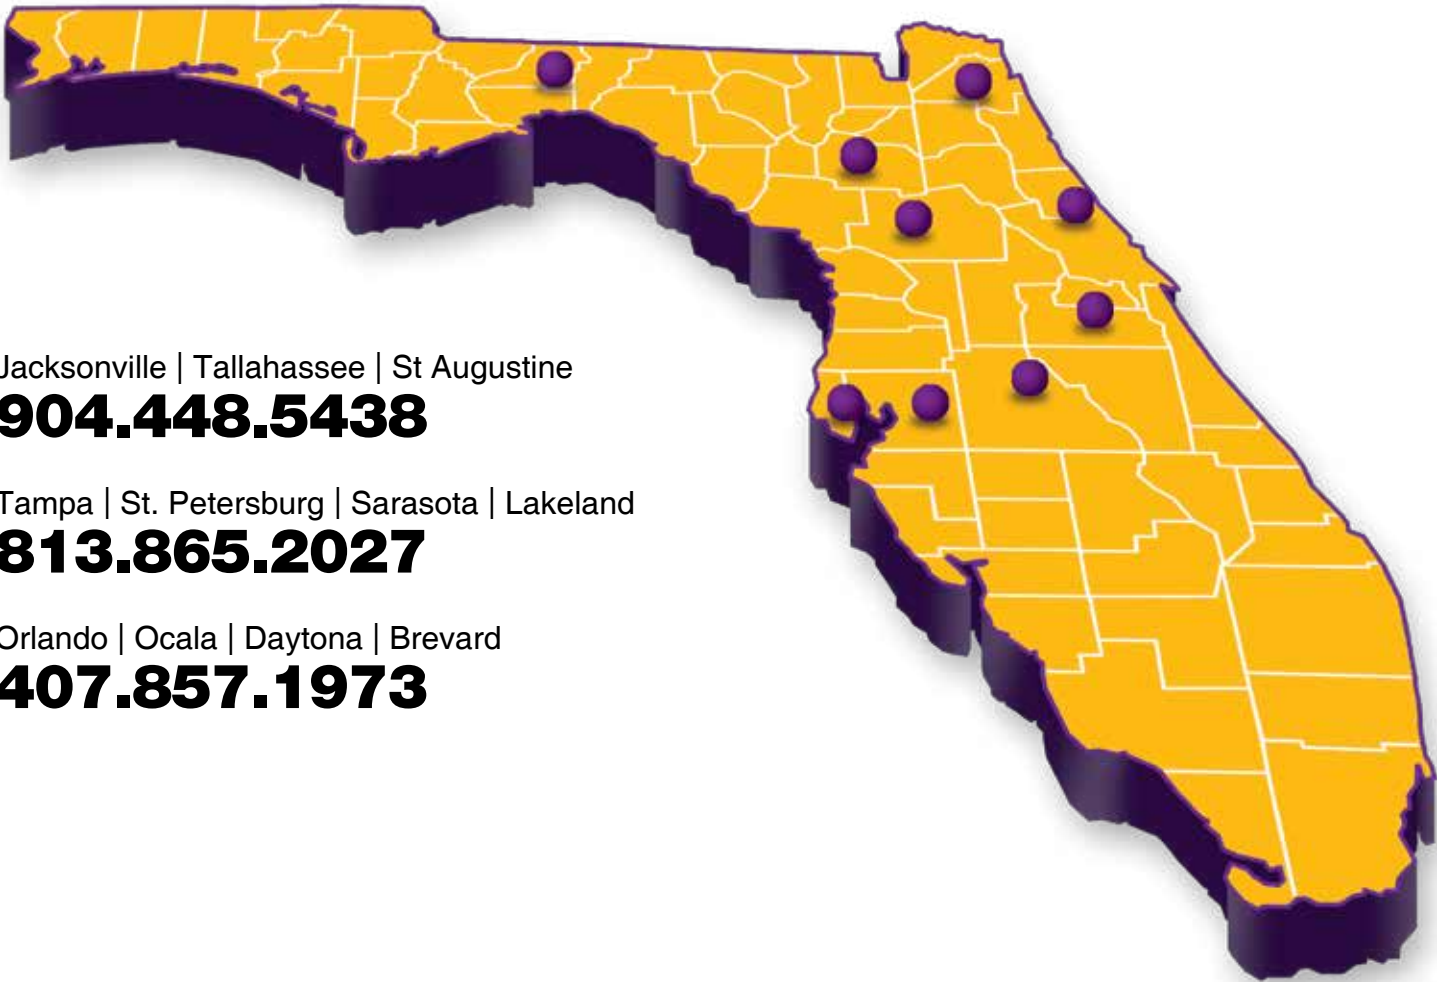 Jacksonville | Tallahassee | St Augustine
904.448.5438
Tampa | St. Petersburg | Sarasota | Lakeland
813.865.2027
Orlando | Ocala | Daytona | Brevard
407.857.1973